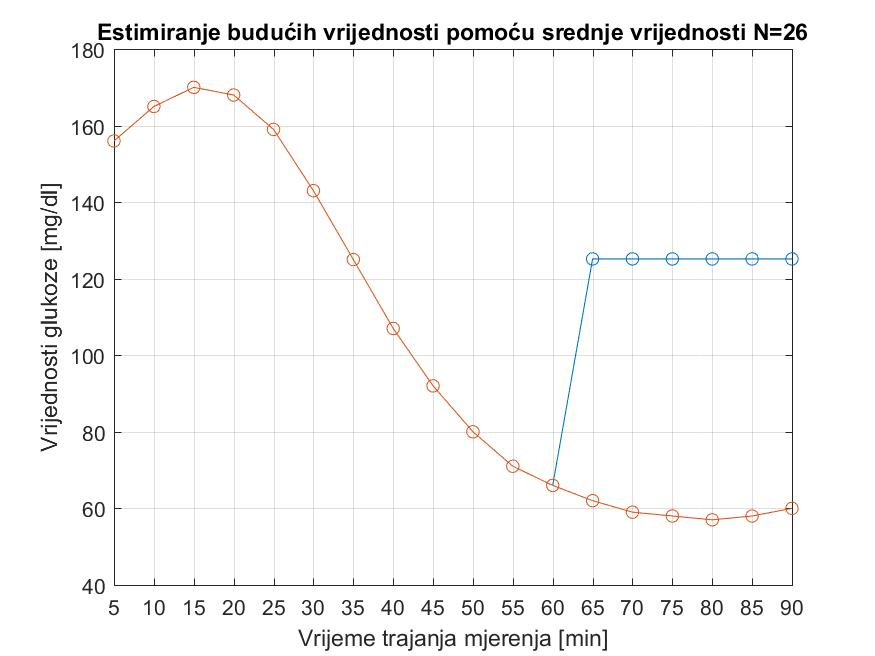 Estimiranje budućih vrijednosti pomoću srednje vrijednosti N=26
180
160
140
120
100
80
60
40
Vrijednosti glukoze [mg/dl]
5 10 15 20 25 30 35 40 45 50 55 60 65 70 75 80 85 90
Vrijeme trajanja mjerenja [min]